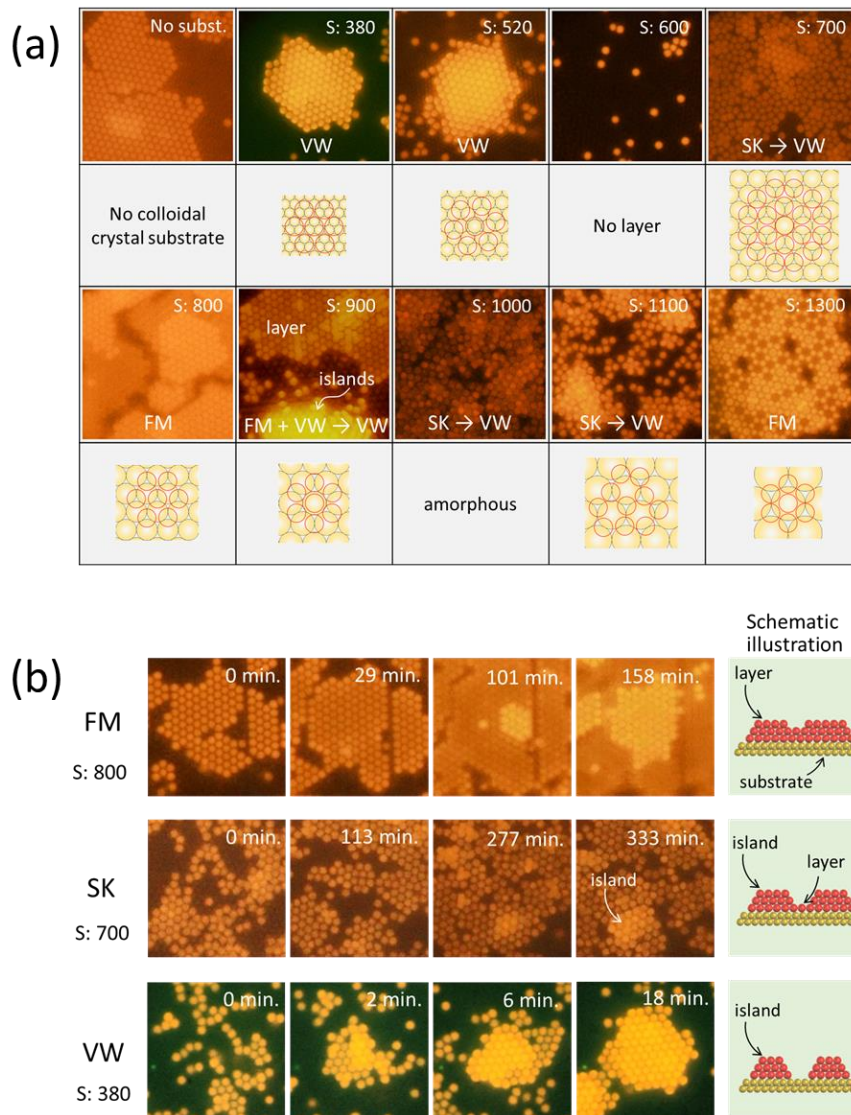 (a)
No subst.
S: 380
S: 520
S: 600
S: 700
VW
VW
SK → VW
No colloidal
crystal substrate
No layer
S: 800
S: 900
S: 1000
S: 1100
S: 1300
layer
islands
FM
FM + VW → VW
SK → VW
SK → VW
FM
amorphous
(b)
Schematic
illustration
FM
S: 800
0 min.
29 min.
101 min.
158 min.
layer
substrate
SK
S: 700
0 min.
113 min.
277 min.
333 min.
island
island
layer
VW
S: 380
0 min.
2 min.
6 min.
18 min.
island